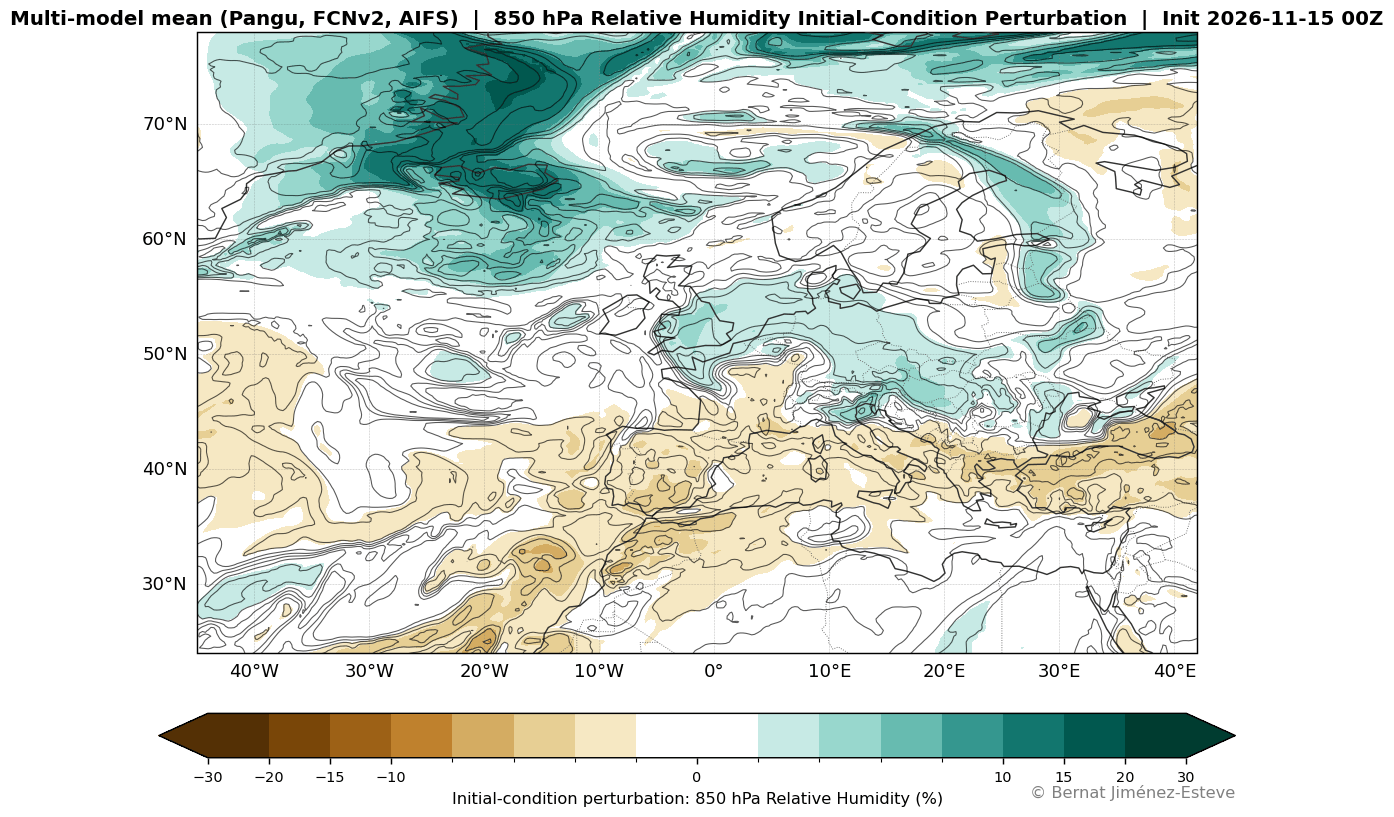 Multi-model mean (Pangu, FCNv2, AIFS) | 850 hPa Relative Humidity Initial-Condition Perturbation | Init 2026-11-15 00Z
70°N
60°N
50°N
40°N
30°N
40°W 30°W 20°W 10°W 0° 10°E 20°E 30°E 40°E
−30 −20 −15 −10 0 10 15 20 30
Initial-condition perturbation: 850 hPa Relative Humidity (%)
© Bernat Jiménez-Esteve